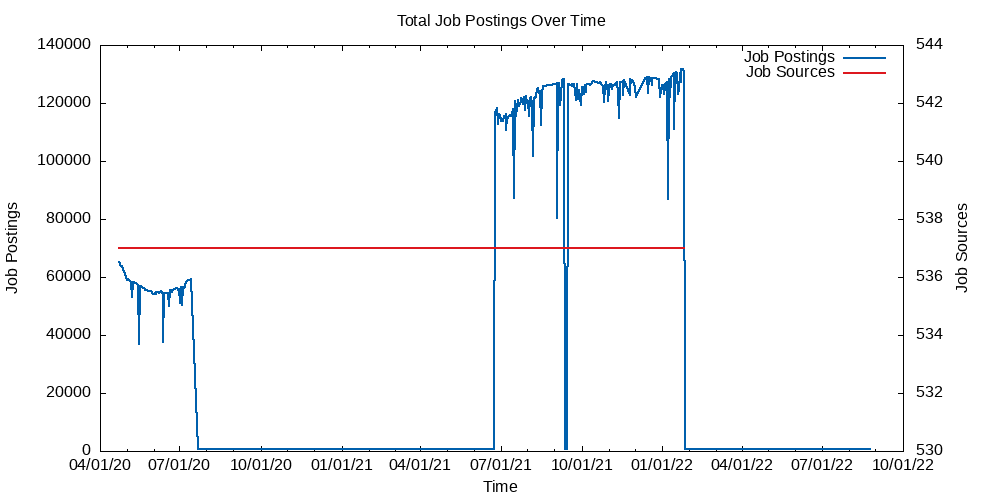 Total Job Postings Over Time
140000
120000
100000
80000
60000
40000
20000
0
Job Postings
544
542
540
538
536
534
532
530
Job Sources
Job Postings
Job Sources
04/01/20 07/01/20 10/01/20 01/01/21 04/01/21 07/01/21 10/01/21 01/01/22 04/01/22 07/01/22 10/01/22
Time